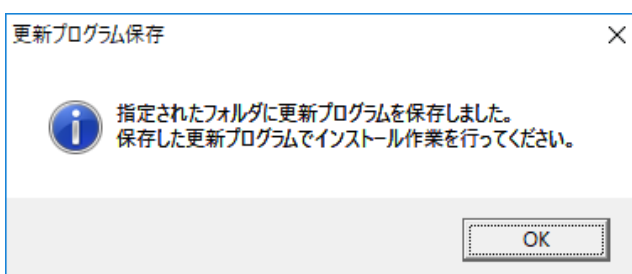 更新プログラム保存
指定されたフォルダに更新プログラムを保存しました。
保存した更新プログラムでインストール作業を行ってください。
OK